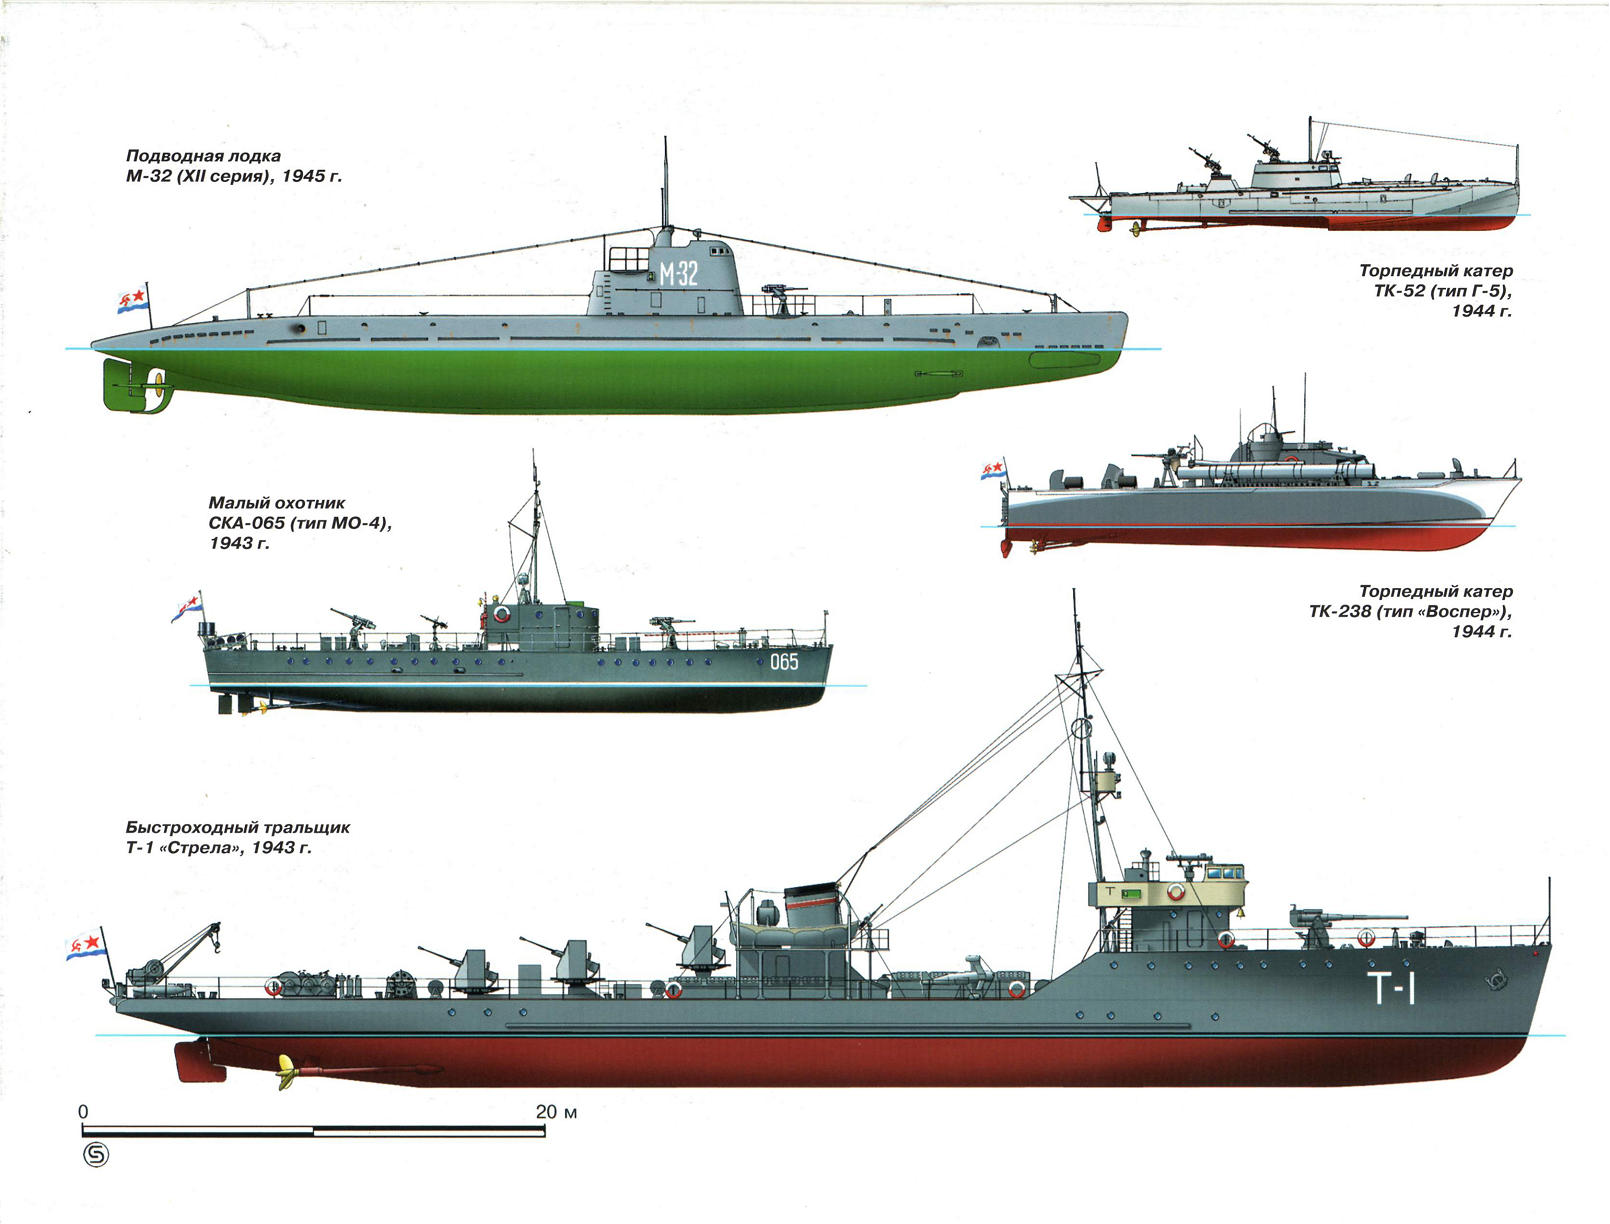 Подводная лодка
М-32 (XII серия), 1945 г.
М-32
Торпедный катер
ТК-52 (тип Г-5),
1944 г.
Малый охотник
СКА-065 (тип МО-4),
1943 г.
065
Торпедный катер
ТК-238 (тип «Воспер»),
1944 г.
Быстроходный тральщик
Т-1 «Стрела», 1943 г.
Т
Т-1
0 20 м
S